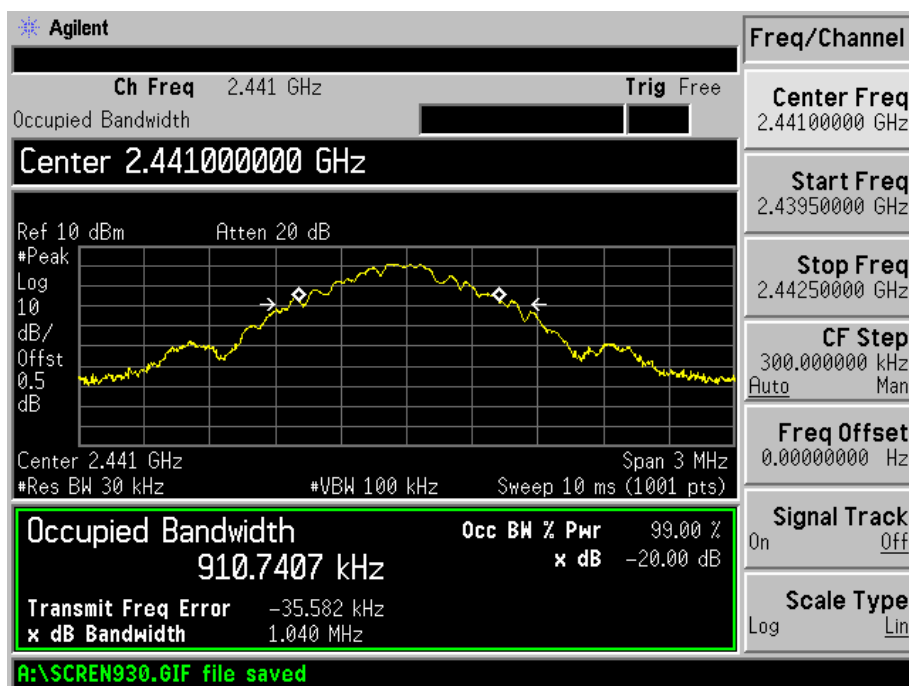 Agilent
Freq/Channel
Ch Freq 2.441 GHz Trig Free
Occupied Bandwidth
Center 2.441000000 GHz
Ref 10 dBm Atten 20 dB
#Peak
Log
10
dB/
Offst
0.5
dB
Center 2.441 GHz Span 3 MHz
#Res BW 30 kHz #VBW 100 kHz Sweep 10 ms (1001 pts)
Occupied Bandwidth
910.7407 kHz
Occ BW % Pwr 99.00 %
x dB -20.00 dB
Transmit Freq Error -35.582 kHz
x dB Bandwidth 1.040 MHz
A:\SCREN930.GIF file saved
Center Freq
2.44100000 GHz
Start Freq
2.43950000 GHz
Stop Freq
2.44250000 GHz
CF Step
300.000000 kHz
Auto Man
Freq Offset
0.00000000 Hz
Signal Track
On Off
Scale Type
Log Lin